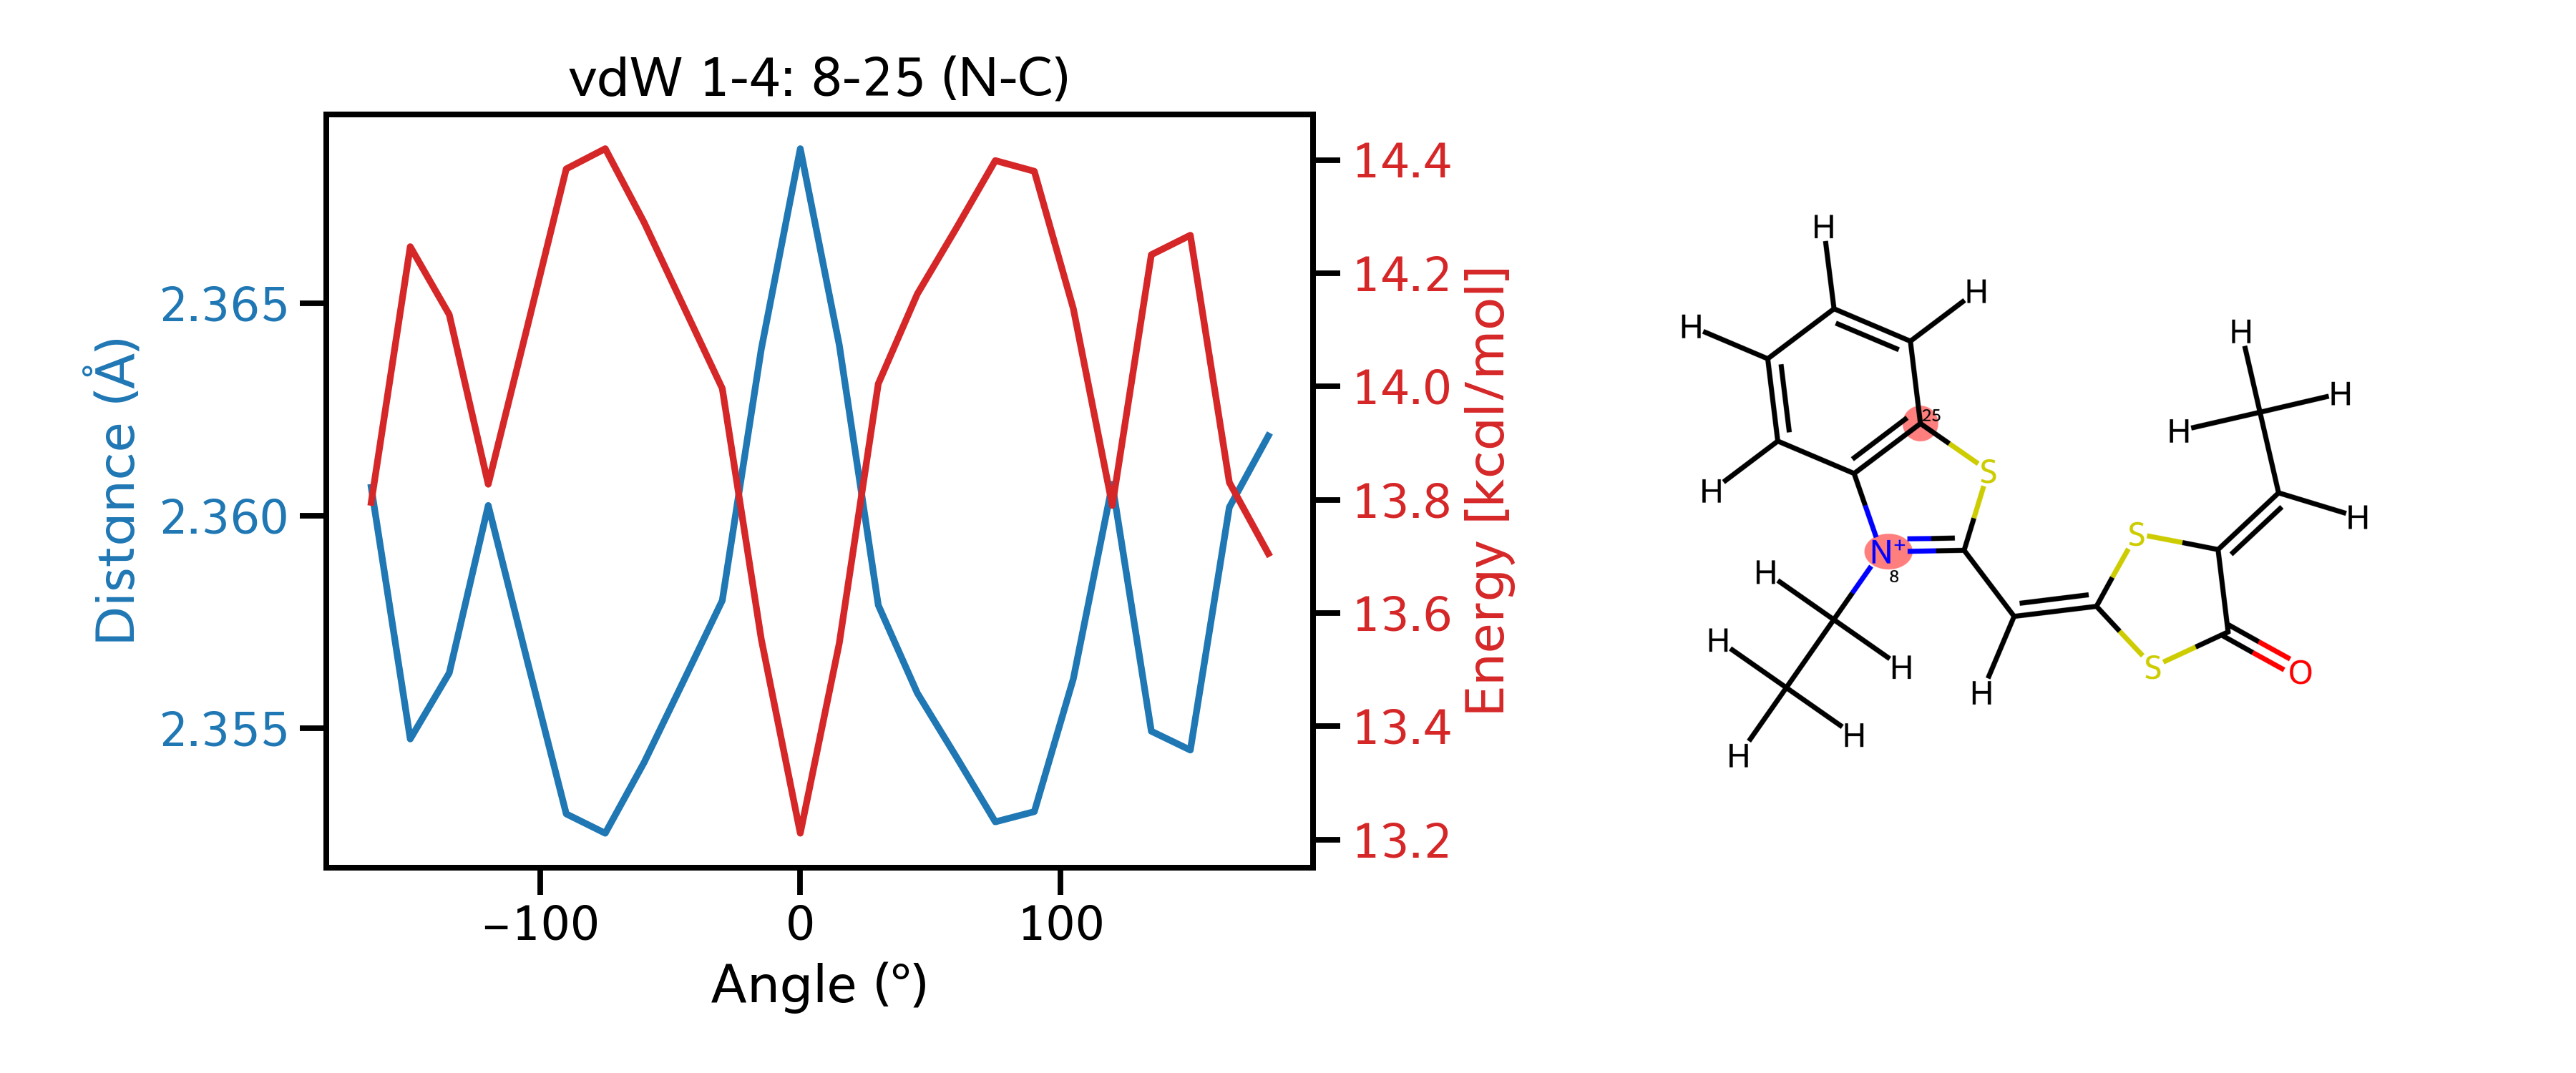 vdW 1-4: 8-25 (N-C)
Distance (Å)
2.365
2.360
2.355
14.4
14.2
14.0
13.8
13.6
13.4
13.2
Energy [kcal/mol]
−100
0
100
Angle (°)
H
H
H
H
H
H
25
H
S
H
H
S
N+
8
H
H
H
S
O
H
H
H